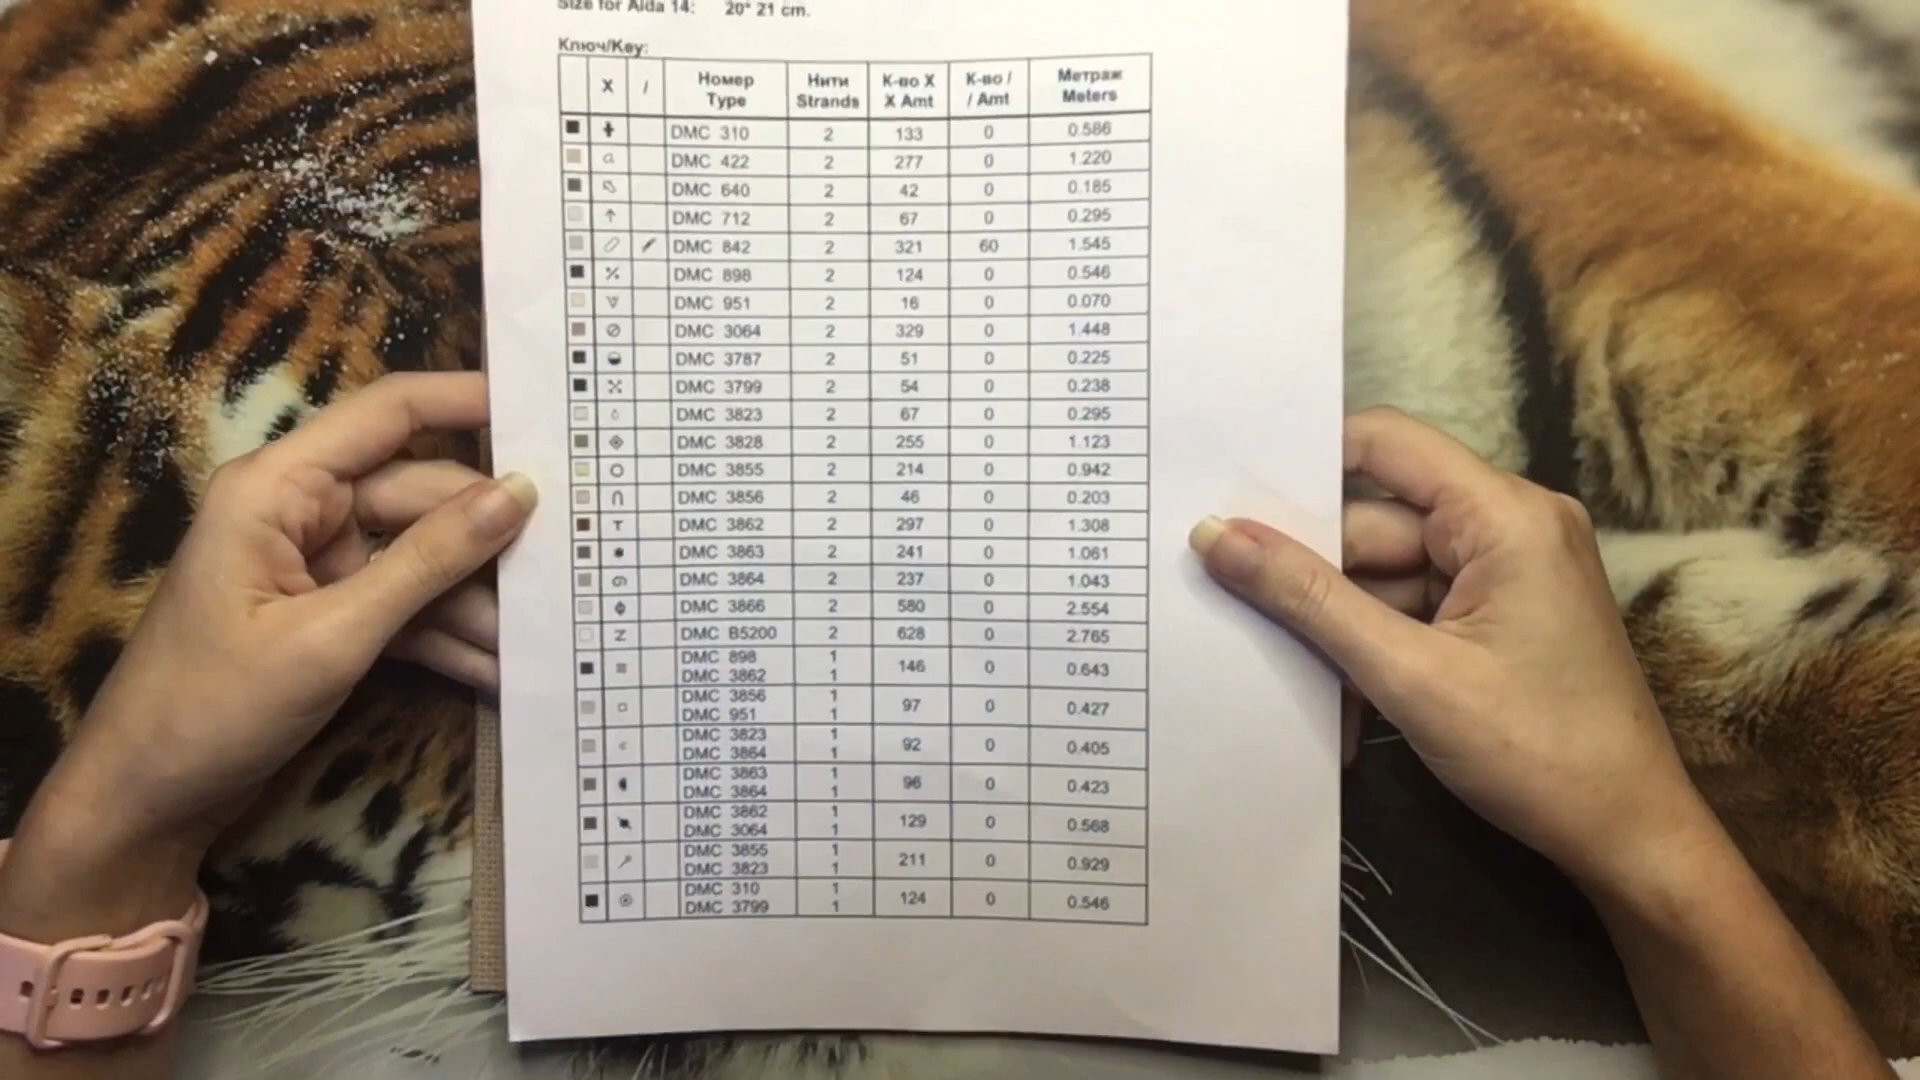 Size for Aida 14: 20* 21 cm.
Ключ/Key:
X / Номер Type Нити Strands К-во X X Amt К-во / / Amt Метраж Meters
DMC 310 2 133 0 0.586
DMC 422 2 277 0 1.220
DMC 640 2 42 0 0.185
DMC 712 2 67 0 0.295
DMC 842 2 321 60 1.545
DMC 898 2 124 0 0.546
DMC 951 2 16 0 0.070
DMC 3064 2 329 0 1.448
DMC 3787 2 51 0 0.225
DMC 3799 2 54 0 0.238
DMC 3823 2 67 0 0.295
DMC 3828 2 255 0 1.123
DMC 3855 2 214 0 0.942
DMC 3856 2 46 0 0.203
DMC 3862 2 297 0 1.308
DMC 3863 2 241 0 1.061
DMC 3864 2 237 0 1.043
DMC 3866 2 580 0 2.554
DMC B5200 2 628 0 2.765
DMC 898 1
DMC 3862 1 146 0 0.643
DMC 3856 1
DMC 951 1 97 0 0.427
DMC 3823 1
DMC 3864 1 92 0 0.405
DMC 3863 1
DMC 3864 1 96 0 0.423
DMC 3862 1
DMC 3064 1 129 0 0.568
DMC 3855 1
DMC 3823 1 211 0 0.929
DMC 310 1
DMC 3799 1 124 0 0.546